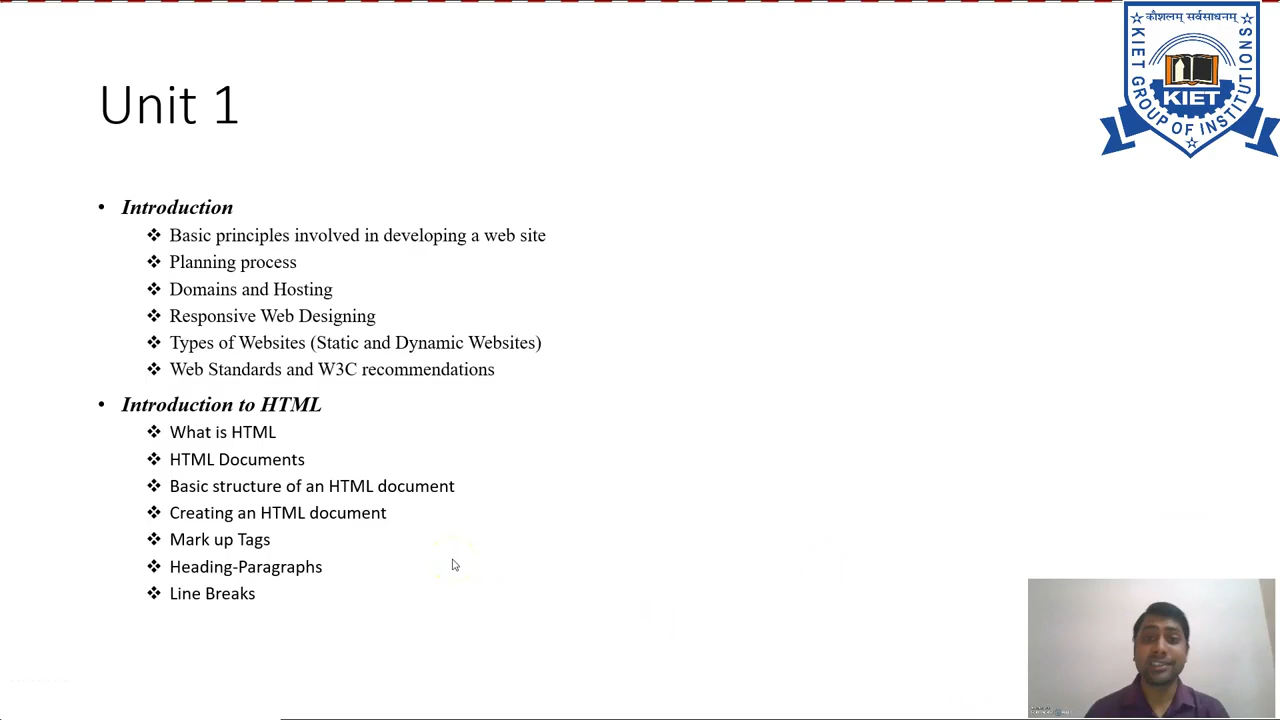 कौशलम् सर्वसाधनम्
KIET GROUP OF INSTITUTIONS
KIET
Unit 1
• Introduction
❖ Basic principles involved in developing a web site
❖ Planning process
❖ Domains and Hosting
❖ Responsive Web Designing
❖ Types of Websites (Static and Dynamic Websites)
❖ Web Standards and W3C recommendations
• Introduction to HTML
❖ What is HTML
❖ HTML Documents
❖ Basic structure of an HTML document
❖ Creating an HTML document
❖ Mark up Tags
❖ Heading-Paragraphs
❖ Line Breaks